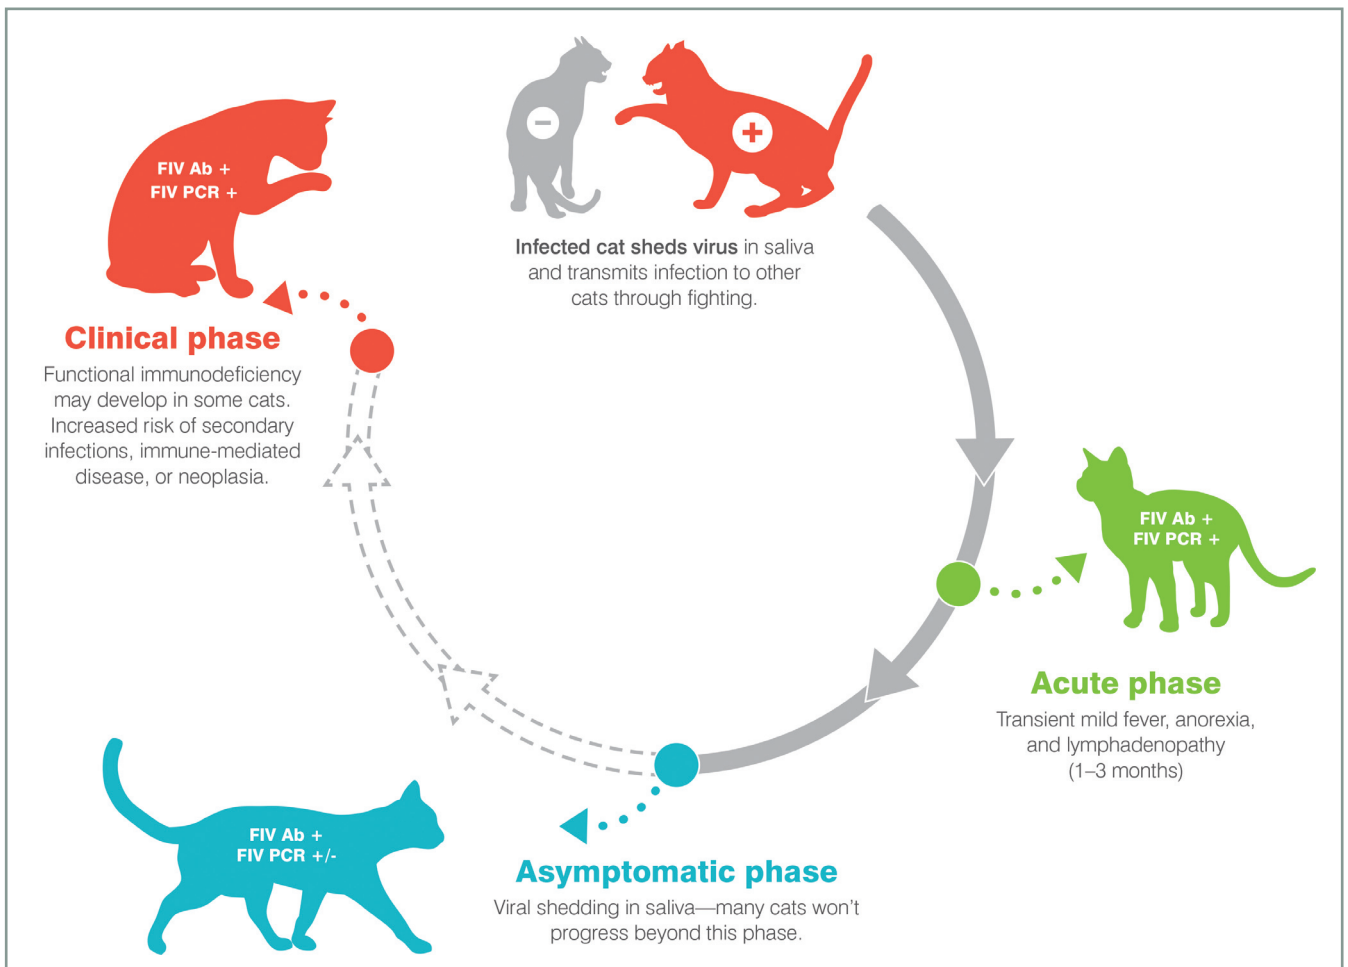 Infected cat sheds virus in saliva
and transmits infection to other
cats through fighting.
FIV Ab +
FIV PCR +
Acute phase
Transient mild fever, anorexia,
and lymphadenopathy
(1–3 months)
FIV Ab +
FIV PCR +/-
Asymptomatic phase
Viral shedding in saliva—many cats won’t
progress beyond this phase.
FIV Ab +
FIV PCR +
Clinical phase
Functional immunodeficiency
may develop in some cats.
Increased risk of secondary
infections, immune-mediated
disease, or neoplasia.